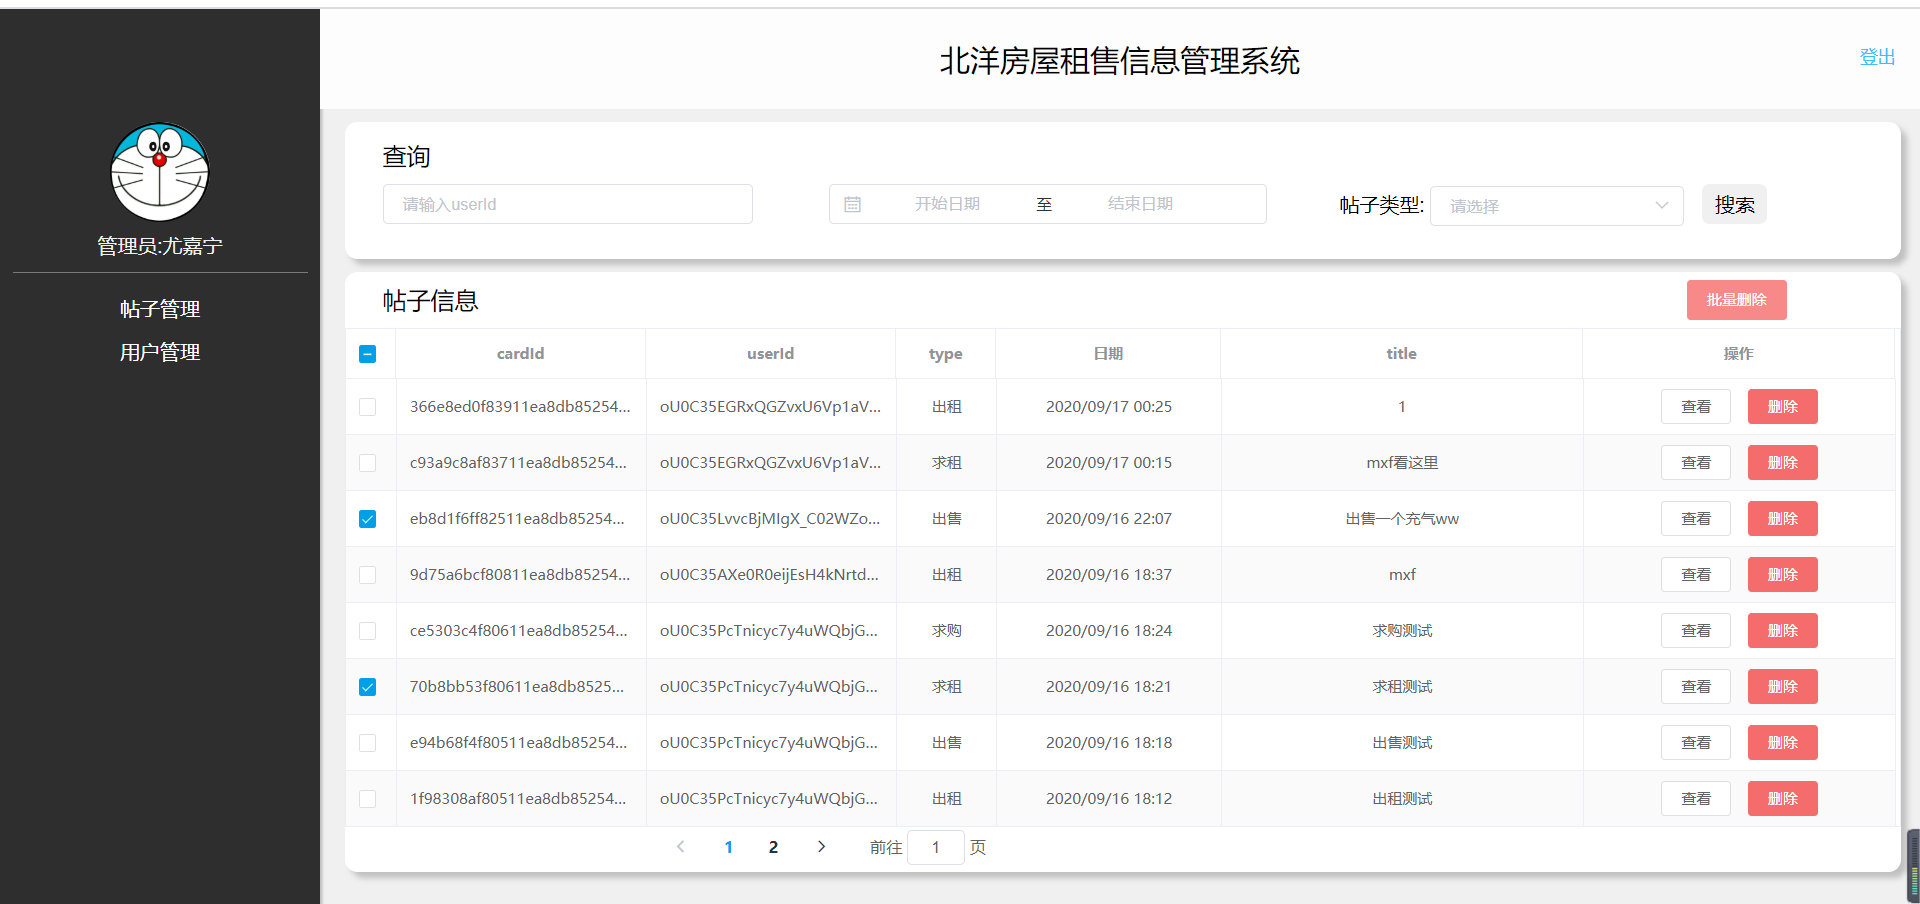 北洋房屋租售信息管理系统
登出
管理员:尤嘉宁
帖子管理
用户管理
查询
请输入userId 开始日期 至 结束日期 帖子类型: 请选择 搜索
帖子信息 批量删除
cardId userId type 日期 title 操作
366e8ed0f83911ea8db85254... oU0C35EGRxQGZvxU6Vp1aV... 出租 2020/09/17 00:25 1 查看 删除
c93a9c8af83711ea8db85254... oU0C35EGRxQGZvxU6Vp1aV... 求租 2020/09/17 00:15 mxf看这里 查看 删除
eb8d1f6ff82511ea8db85254... oU0C35LvvcBjMIgX_C02WZo... 出售 2020/09/16 22:07 出售一个充气ww 查看 删除
9d75a6bcf80811ea8db85254... oU0C35AXe0R0eijEsH4kNrtd... 出租 2020/09/16 18:37 mxf 查看 删除
ce5303c4f80611ea8db85254... oU0C35PcTnicyc7y4uWQbjG... 求购 2020/09/16 18:24 求购测试 查看 删除
70b8bb53f80611ea8db8525... oU0C35PcTnicyc7y4uWQbjG... 求租 2020/09/16 18:21 求租测试 查看 删除
e94b68f4f80511ea8db85254... oU0C35PcTnicyc7y4uWQbjG... 出售 2020/09/16 18:18 出售测试 查看 删除
1f98308af80511ea8db85254... oU0C35PcTnicyc7y4uWQbjG... 出租 2020/09/16 18:12 出租测试 查看 删除
1 2 前往 1 页